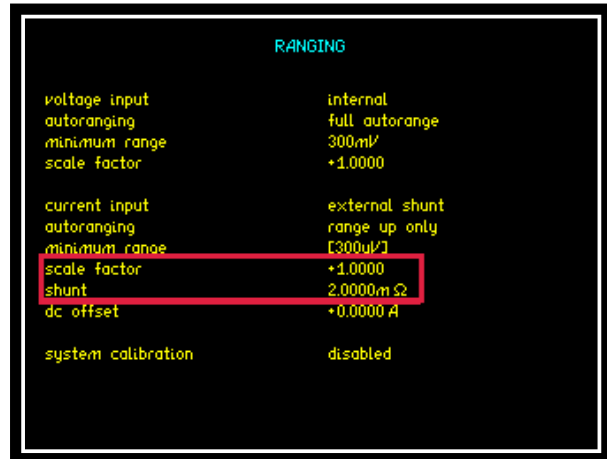 RANGING
voltage input internal
autoranging full autorange
minimum range 300mV
scale factor +1.0000
current input external shunt
autoranging range up only
minimum range [300uV]
scale factor +1.0000
shunt 2.0000m Ω
dc offset +0.0000 A
system calibration disabled